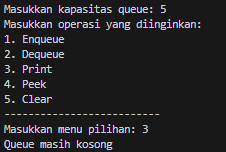 Masukkan kapasitas queue: 5
Masukkan operasi yang diinginkan:
1. Enqueue
2. Dequeue
3. Print
4. Peek
5. Clear
--------------------------
Masukkan menu pilihan: 3
Queue masih kosong